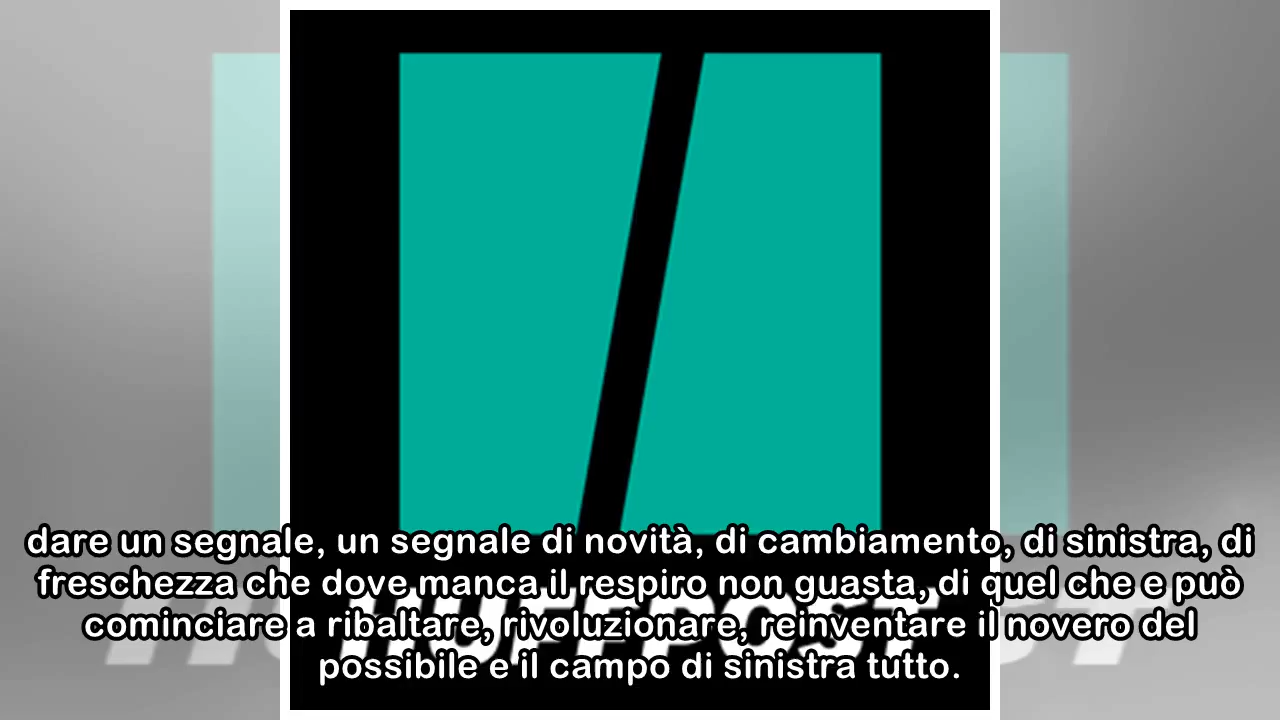 dare un segnale, un segnale di novità, di cambiamento, di sinistra, di
freschezza che dove manca il respiro non guasta, di quel che e può
cominciare a ribaltare, rivoluzionare, reinventare il novero del
possibile e il campo di sinistra tutto.
HUFFPOST